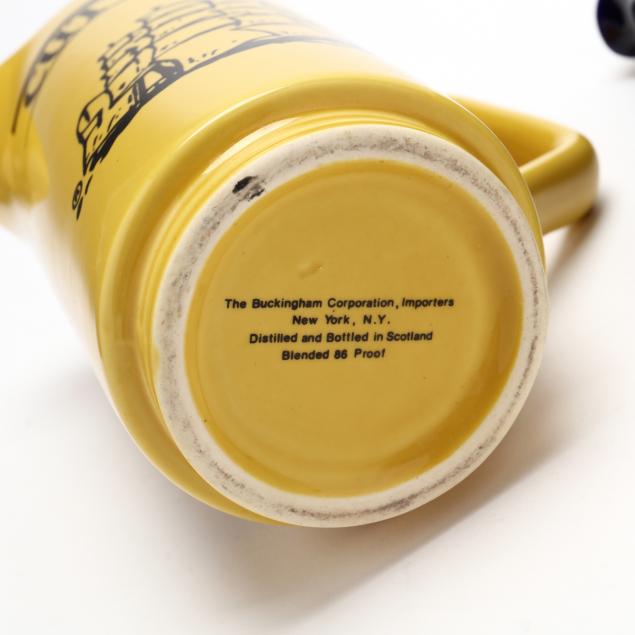 The Buckingham Corporation, Importers
New York, N.Y.
Distilled and Bottled in Scotland
Blended 86 Proof